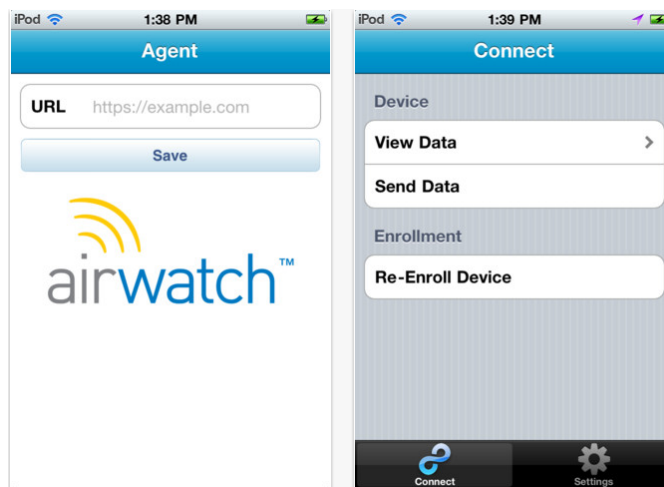 iPod 1:38 PM
Agent
URL https://example.com
Save
airwatch™
iPod 1:39 PM
Connect
Device
View Data
Send Data
Enrollment
Re-Enroll Device
Connect Settings